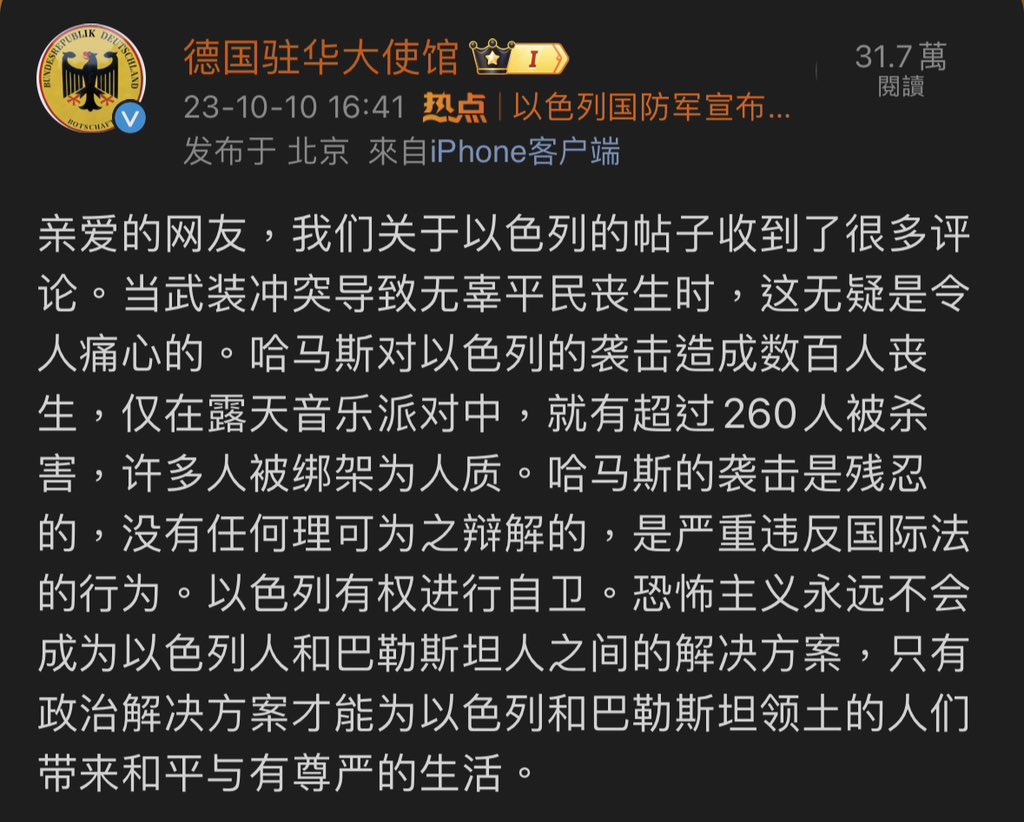 BUNDESREPUBLIK DEUTSCHLAND
BOTSCHAFT
德国驻华大使馆 I
31.7 萬
閱讀
23-10-10 16:41 热点 | 以色列国防军宣布...
发布于 北京 來自iPhone客户端
亲爱的网友，我们关于以色列的帖子收到了很多评
论。当武装冲突导致无辜平民丧生时，这无疑是令
人痛心的。哈马斯对以色列的袭击造成数百人丧
生，仅在露天音乐派对中，就有超过260人被杀
害，许多人被绑架为人质。哈马斯的袭击是残忍
的，没有任何理可为之辩解的，是严重违反国际法
的行为。以色列有权进行自卫。恐怖主义永远不会
成为以色列人和巴勒斯坦人之间的解决方案，只有
政治解决方案才能为以色列和巴勒斯坦领土的人们
带来和平与有尊严的生活。